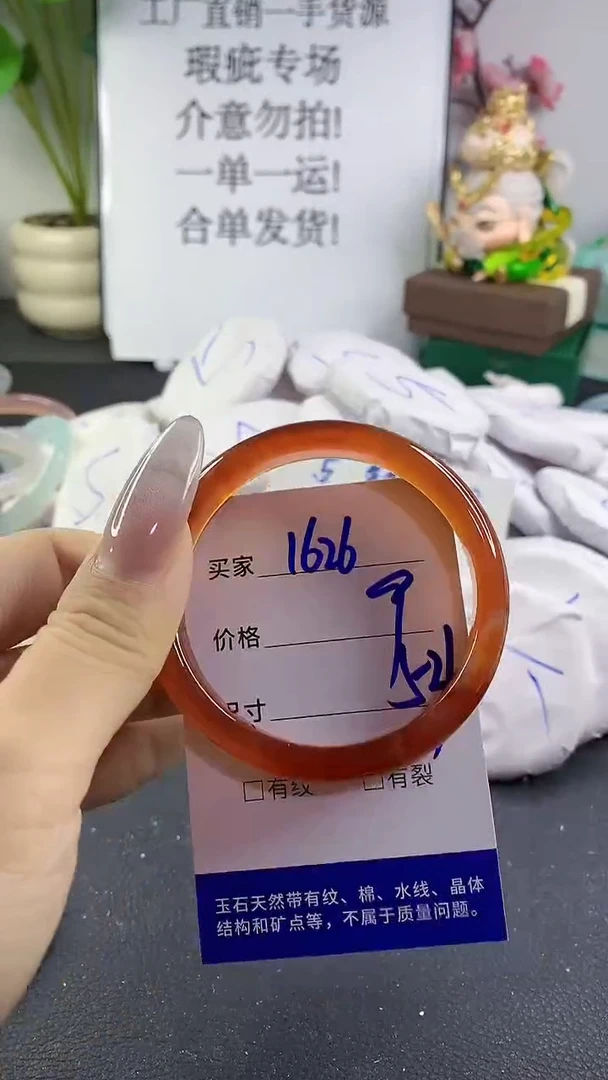 工厂直销一手货源
瑕疵专场
介意勿拍!
一单一运!
合单发货!
买家 1626
价格
尺寸
5-21
□有纹 □有裂
玉石天然带有纹、棉、水线、晶体
结构和矿点等，不属于质量问题。